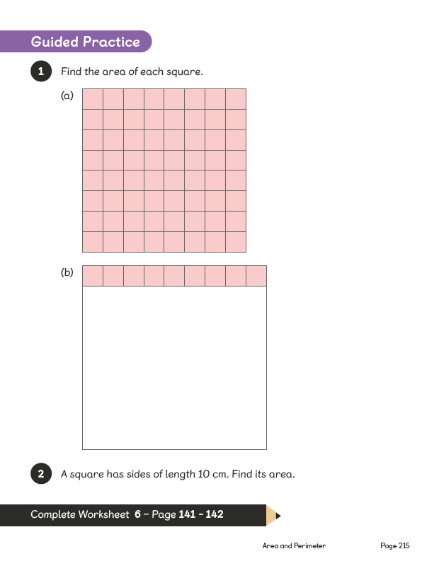 Guided Practice
1 Find the area of each square.
(a)
(b)
2 A square has sides of length 10 cm. Find its area.
Complete Worksheet 6 – Page 141 - 142
Area and Perimeter Page 215